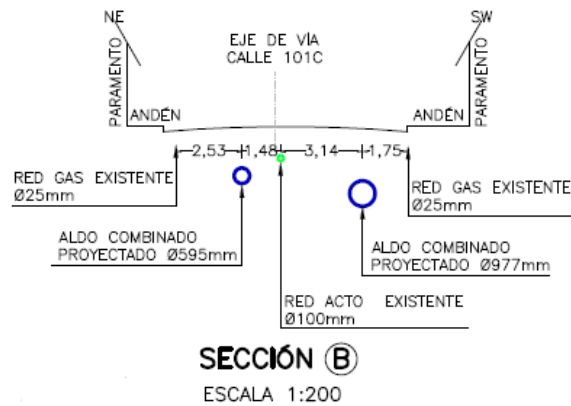 NE
SW
EJE DE VÍA
CALLE 101C
PARAMENTO
PARAMENTO
ANDÉN
ANDÉN
2,53 1,48 3,14 1,75
RED GAS EXISTENTE
Ø25mm
RED GAS EXISTENTE
Ø25mm
ALDO COMBINADO
PROYECTADO Ø595mm
ALDO COMBINADO
PROYECTADO Ø977mm
RED ACTO EXISTENTE
Ø100mm
SECCIÓN B
ESCALA 1:200